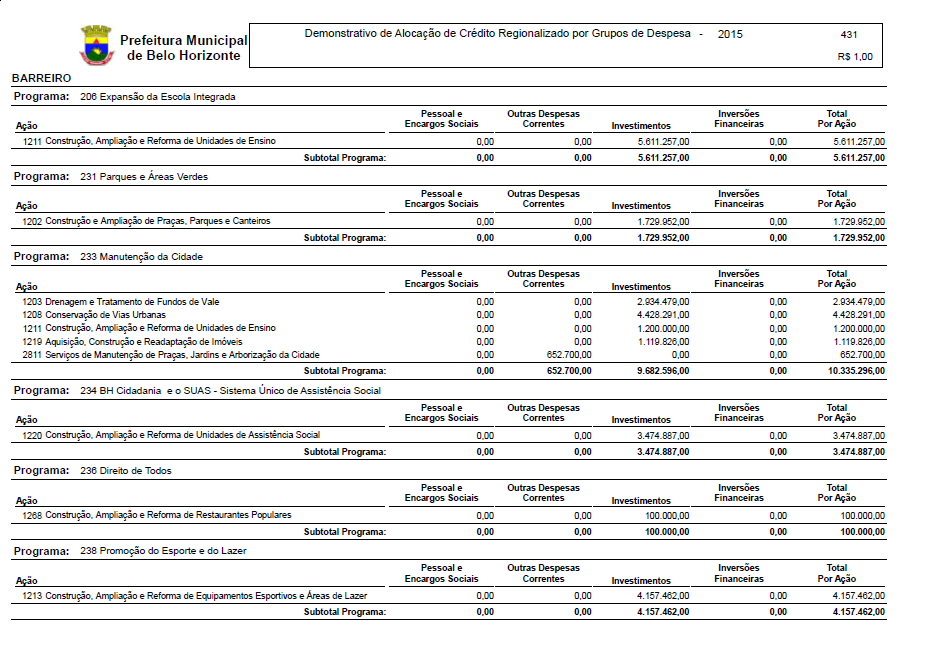 Prefeitura Municipal
de Belo Horizonte
Demonstrativo de Alocação de Crédito Regionalizado por Grupos de Despesa - 2015 431
R$ 1,00
BARREIRO
Programa: 206 Expansão da Escola Integrada
Ação Pessoal e Encargos Sociais Outras Despesas Correntes Investimentos Inversões Financeiras Total Por Ação
1211 Construção, Ampliação e Reforma de Unidades de Ensino 0,00 0,00 5.611.257,00 0,00 5.611.257,00
Subtotal Programa: 0,00 0,00 5.611.257,00 0,00 5.611.257,00
Programa: 231 Parques e Áreas Verdes
Ação Pessoal e Encargos Sociais Outras Despesas Correntes Investimentos Inversões Financeiras Total Por Ação
1202 Construção e Ampliação de Praças, Parques e Canteiros 0,00 0,00 1.729.952,00 0,00 1.729.952,00
Subtotal Programa: 0,00 0,00 1.729.952,00 0,00 1.729.952,00
Programa: 233 Manutenção da Cidade
Ação Pessoal e Encargos Sociais Outras Despesas Correntes Investimentos Inversões Financeiras Total Por Ação
1203 Drenagem e Tratamento de Fundos de Vale 0,00 0,00 2.934.479,00 0,00 2.934.479,00
1208 Conservação de Vias Urbanas 0,00 0,00 4.428.291,00 0,00 4.428.291,00
1211 Construção, Ampliação e Reforma de Unidades de Ensino 0,00 0,00 1.200.000,00 0,00 1.200.000,00
1219 Aquisição, Construção e Readaptação de Imóveis 0,00 0,00 1.119.826,00 0,00 1.119.826,00
2811 Serviços de Manutenção de Praças, Jardins e Arborização da Cidade 0,00 652.700,00 0,00 0,00 652.700,00
Subtotal Programa: 0,00 652.700,00 9.682.596,00 0,00 10.335.296,00
Programa: 234 BH Cidadania e o SUAS - Sistema Único de Assistência Social
Ação Pessoal e Encargos Sociais Outras Despesas Correntes Investimentos Inversões Financeiras Total Por Ação
1220 Construção, Ampliação e Reforma de Unidades de Assistência Social 0,00 0,00 3.474.887,00 0,00 3.474.887,00
Subtotal Programa: 0,00 0,00 3.474.887,00 0,00 3.474.887,00
Programa: 236 Direito de Todos
Ação Pessoal e Encargos Sociais Outras Despesas Correntes Investimentos Inversões Financeiras Total Por Ação
1268 Construção, Ampliação e Reforma de Restaurantes Populares 0,00 0,00 100.000,00 0,00 100.000,00
Subtotal Programa: 0,00 0,00 100.000,00 0,00 100.000,00
Programa: 238 Promoção do Esporte e do Lazer
Ação Pessoal e Encargos Sociais Outras Despesas Correntes Investimentos Inversões Financeiras Total Por Ação
1213 Construção, Ampliação e Reforma de Equipamentos Esportivos e Áreas de Lazer 0,00 0,00 4.157.462,00 0,00 4.157.462,00
Subtotal Programa: 0,00 0,00 4.157.462,00 0,00 4.157.462,00